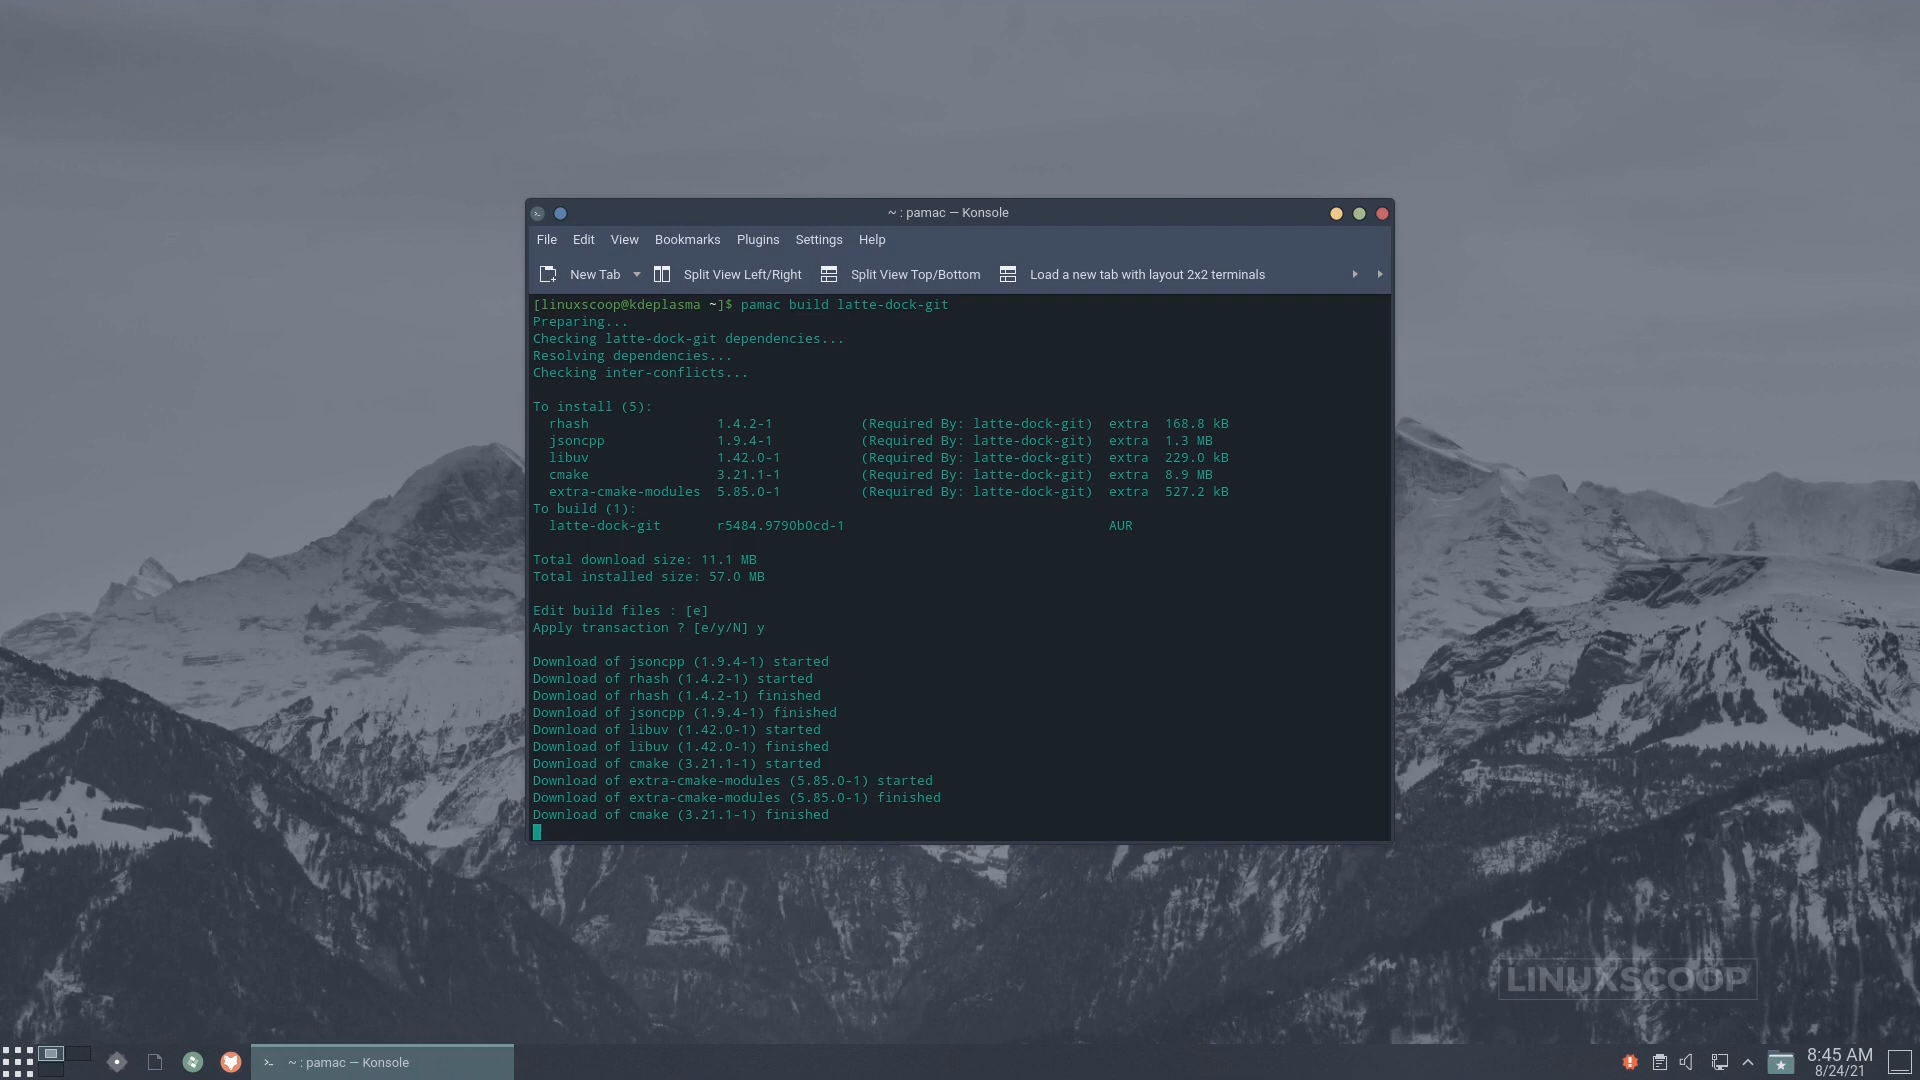 ~ : pamac — Konsole
File Edit View Bookmarks Plugins Settings Help
New Tab Split View Left/Right Split View Top/Bottom Load a new tab with layout 2x2 terminals
[linuxscoop@kdeplasma ~]$ pamac build latte-dock-git
Preparing...
Checking latte-dock-git dependencies...
Resolving dependencies...
Checking inter-conflicts...
To install (5):
rhash 1.4.2-1 (Required By: latte-dock-git) extra 168.8 kB
jsoncpp 1.9.4-1 (Required By: latte-dock-git) extra 1.3 MB
libuv 1.42.0-1 (Required By: latte-dock-git) extra 229.0 kB
cmake 3.21.1-1 (Required By: latte-dock-git) extra 8.9 MB
extra-cmake-modules 5.85.0-1 (Required By: latte-dock-git) extra 527.2 kB
To build (1):
latte-dock-git r5484.9790b0cd-1 AUR
Total download size: 11.1 MB
Total installed size: 57.0 MB
Edit build files : [e]
Apply transaction ? [e/y/N] y
Download of jsoncpp (1.9.4-1) started
Download of rhash (1.4.2-1) started
Download of rhash (1.4.2-1) finished
Download of jsoncpp (1.9.4-1) finished
Download of libuv (1.42.0-1) started
Download of libuv (1.42.0-1) finished
Download of cmake (3.21.1-1) started
Download of extra-cmake-modules (5.85.0-1) started
Download of extra-cmake-modules (5.85.0-1) finished
Download of cmake (3.21.1-1) finished
LINUXSCOOP
~ : pamac — Konsole
8:45 AM
8/24/21